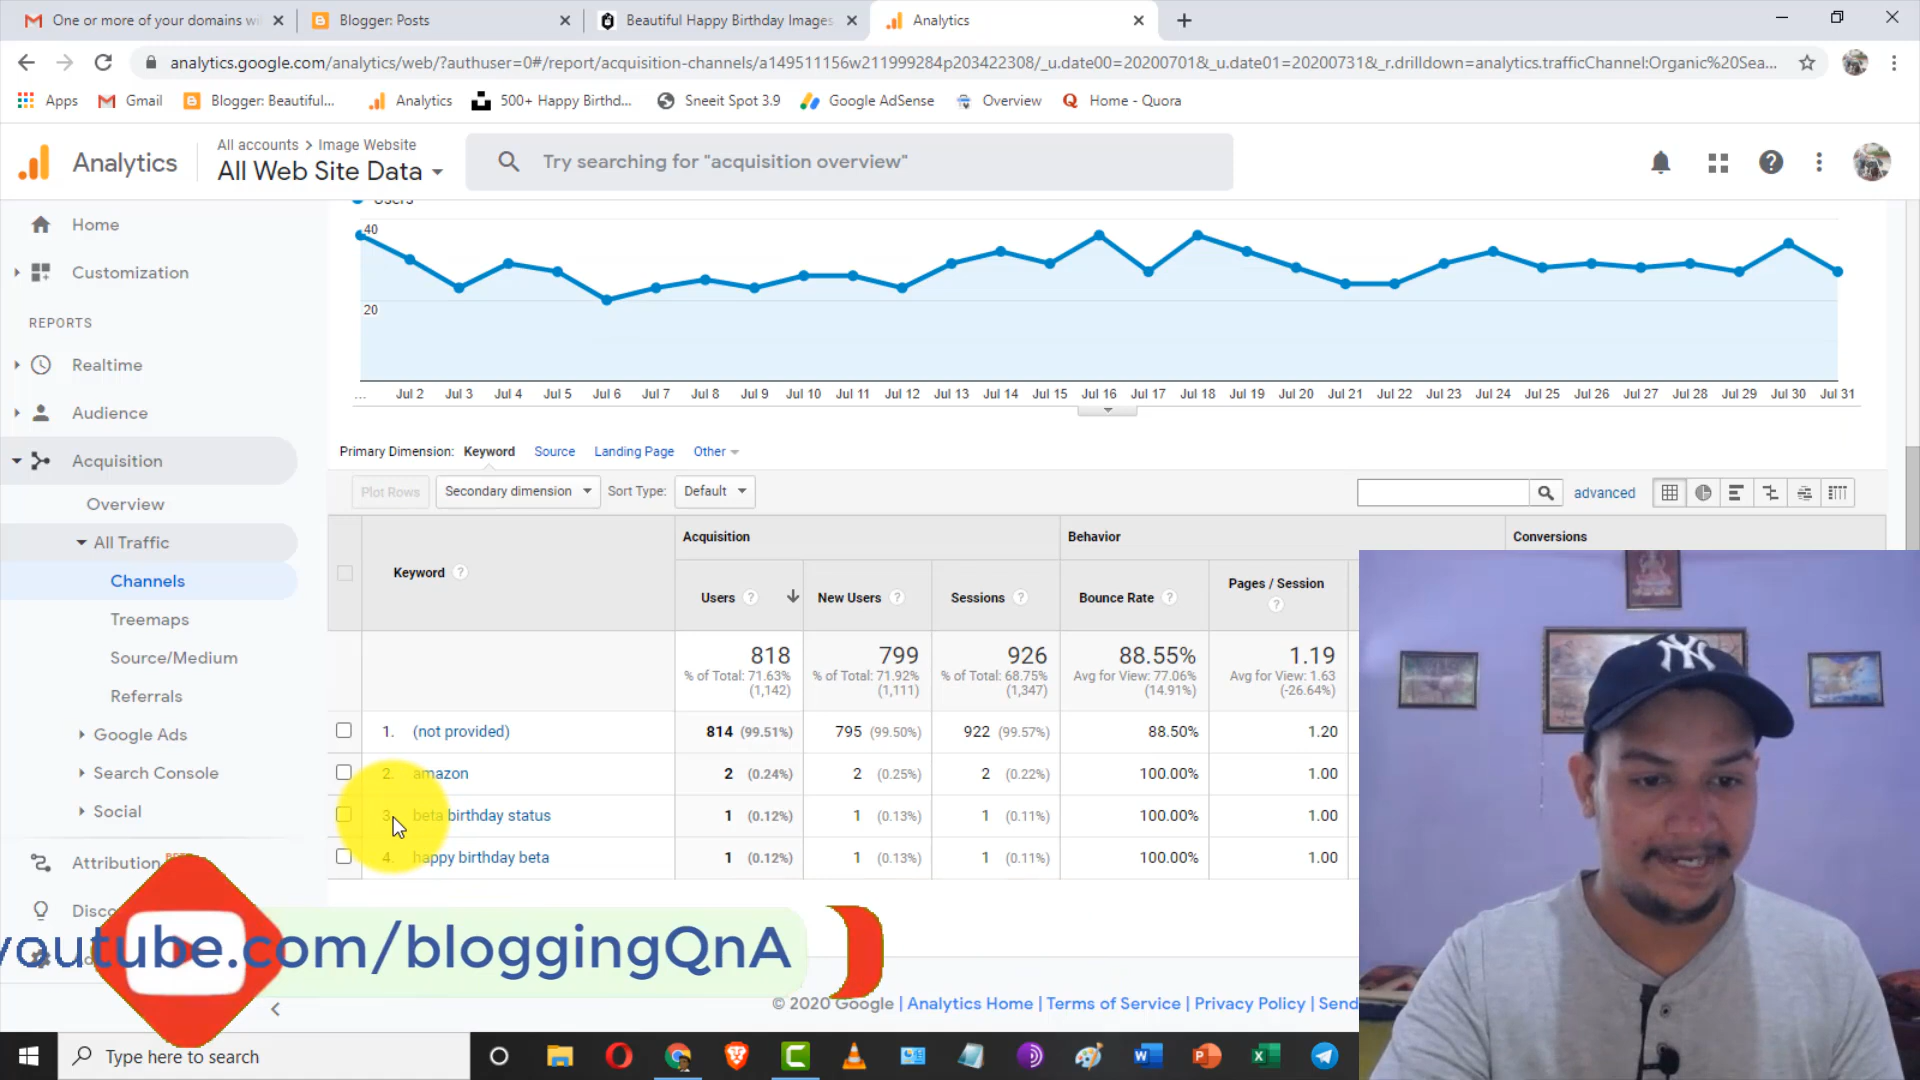 One or more of your domains wi
Blogger: Posts
Beautiful Happy Birthday Images
Analytics
analytics.google.com/analytics/web/?authuser=0#/report/acquisition-channels/a149511156w211999284p203422308/_u.date00=20200701&_u.date01=20200731&_r.drilldown=analytics.trafficChannel:Organic%20Sea...
Apps
Gmail
Blogger: Beautiful...
Analytics
500+ Happy Birthd...
Sneeit Spot 3.9
Google AdSense
Overview
Home - Quora
Analytics
All accounts > Image Website
All Web Site Data
Try searching for "acquisition overview"
Home
Customization
REPORTS
Realtime
Audience
Acquisition
Overview
All Traffic
Channels
Treemaps
Source/Medium
Referrals
Google Ads
Search Console
Social
Attribution BETA
Disco
Users
40
20
... Jul 2 Jul 3 Jul 4 Jul 5 Jul 6 Jul 7 Jul 8 Jul 9 Jul 10 Jul 11 Jul 12 Jul 13 Jul 14 Jul 15 Jul 16 Jul 17 Jul 18 Jul 19 Jul 20 Jul 21 Jul 22 Jul 23 Jul 24 Jul 25 Jul 26 Jul 27 Jul 28 Jul 29 Jul 30 Jul 31
Primary Dimension: Keyword Source Landing Page Other
Plot Rows Secondary dimension Sort Type: Default advanced
Acquisition Behavior Conversions
Keyword ? Users ? New Users ? Sessions ? Bounce Rate ? Pages / Session ?
818 799 926 88.55% 1.19
% of Total: 71.63% (1,142) % of Total: 71.92% (1,111) % of Total: 68.75% (1,347) Avg for View: 77.06% (14.91%) Avg for View: 1.63 (-26.64%)
1. (not provided) 814 (99.51%) 795 (99.50%) 922 (99.57%) 88.50% 1.20
2. amazon 2 (0.24%) 2 (0.25%) 2 (0.22%) 100.00% 1.00
3. beta birthday status 1 (0.12%) 1 (0.13%) 1 (0.11%) 100.00% 1.00
4. happy birthday beta 1 (0.12%) 1 (0.13%) 1 (0.11%) 100.00% 1.00
youtube.com/bloggingQnA
© 2020 Google | Analytics Home | Terms of Service | Privacy Policy | Send
Type here to search
NY